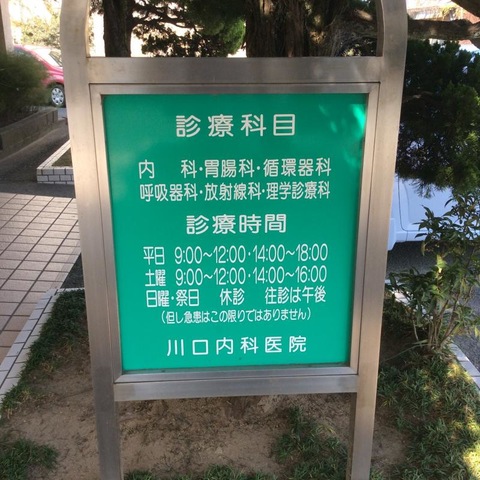 診療科目
内　科・胃腸科・循環器科
呼吸器科・放射線科・理学診療科
診療時間
平日 9:00～12:00・14:00～18:00
土曜 9:00～12:00・14:00～16:00
日曜・祭日 休診 往診は午後
(但し急患はこの限りではありません)
川口内科医院